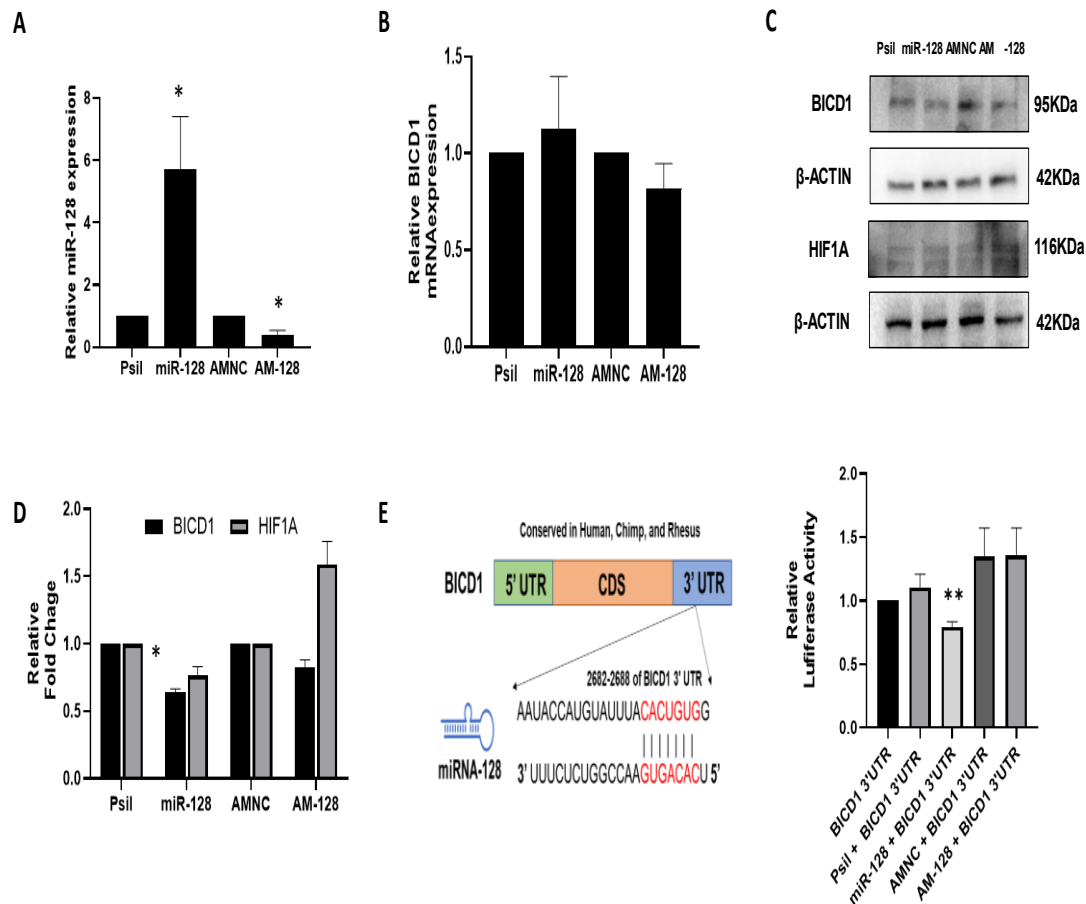 A
Relative miR-128 expression
8
6
4
2
0
*
*
Psil miR-128 AMNC AM-128
B
Relative BICD1
mRNAexpression
1.5
1.0
0.5
0.0
Psil miR-128 AMNC AM-128
C
Psil miR-128 AMNC AM -128
BICD1 95KDa
β-ACTIN 42KDa
HIF1A 116KDa
β-ACTIN 42KDa
D
Relative
Fold Chage
2.0
1.5
1.0
0.5
0.0
BICD1 HIF1A
*
Psil miR-128 AMNC AM-128
E
Conserved in Human, Chimp, and Rhesus
BICD1 5' UTR CDS 3' UTR
2682-2688 of BICD1 3' UTR
AAUACCAUGUAUUUACACUGUGG
miRNA-128
3' UUUCUCUGGCCAAGUGACACU 5'
Relative
Lufiferase Activity
2.0
1.5
1.0
0.5
0.0
**
BICD1 3'UTR
Psil + BICD1 3'UTR
miR-128 + BICD1 3'UTR
AMNC + BICD1 3'UTR
AM-128 + BICD1 3'UTR